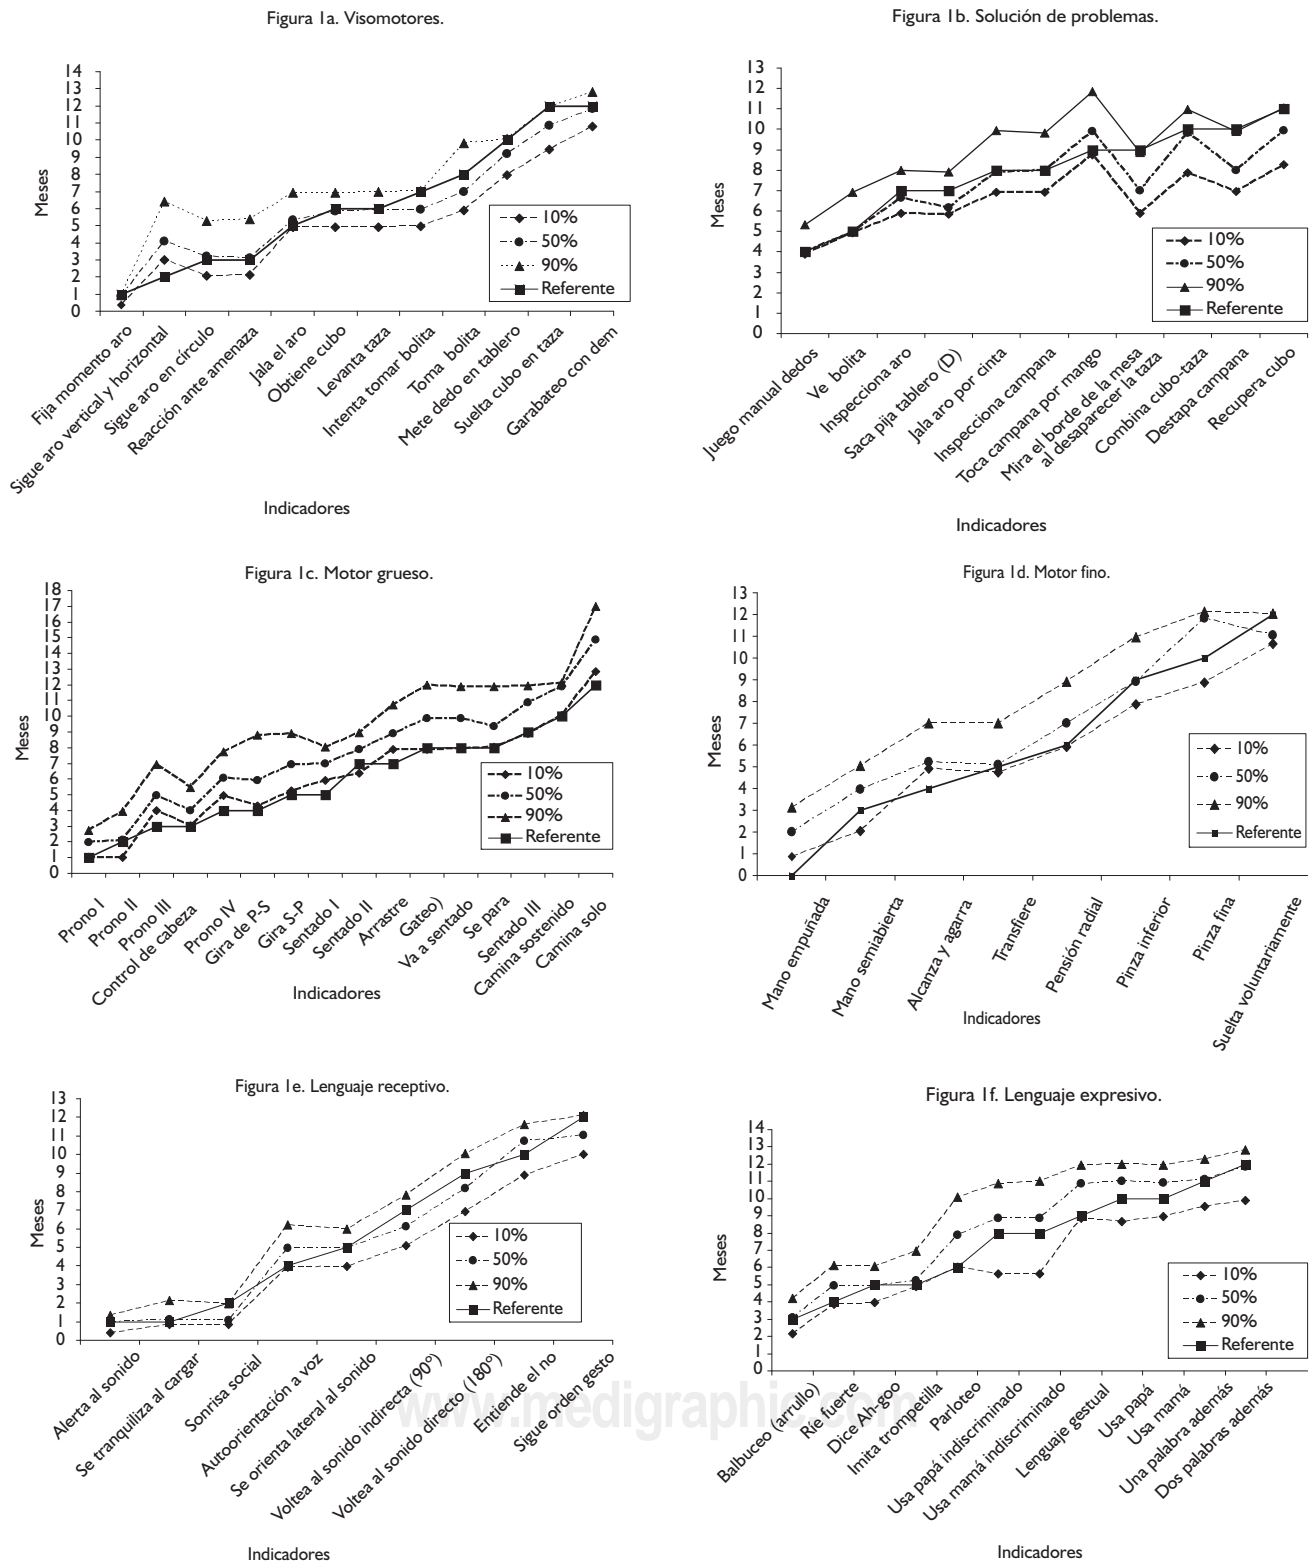 Figura 1a. Visomotores.
Meses
14
13
12
11
10
9
8
7
6
5
4
3
2
1
0
10%
50%
90%
Referente
Fija momento aro
Sigue aro vertical y horizontal
Sigue aro en círculo
Reacción ante amenaza
Jala el aro
Obtiene cubo
Levanta taza
Intenta tomar bolita
Toma bolita
Mete dedo en tablero
Suelta cubo en taza
Garabateo con dem
Indicadores
Figura 1b. Solución de problemas.
Meses
13
12
11
10
9
8
7
6
5
4
3
2
1
0
10%
50%
90%
Referente
Juego manual dedos
Ve bolita
Inspecciona aro
Saca pija tablero (D)
Jala aro por cinta
Inspecciona campana
Toca campana por mango
Mira el borde de la mesa
al desaparecer la taza
Combina cubo-taza
Destapa campana
Recupera cubo
Indicadores
Figura 1c. Motor grueso.
Meses
18
17
16
15
14
13
12
11
10
9
8
7
6
5
4
3
2
1
0
10%
50%
90%
Referente
Prono I
Prono II
Prono III
Control de cabeza
Prono IV
Gira de P-S
Gira S-P
Sentado I
Sentado II
Arrastre
Gateo)
Va a sentado
Se para
Sentado III
Camina sostenido
Camina solo
Indicadores
Figura 1d. Motor fino.
Meses
13
12
11
10
9
8
7
6
5
4
3
2
1
0
10%
50%
90%
Referente
Mano empuñada
Mano semiabierta
Alcanza y agarra
Transfiere
Pensión radial
Pinza inferior
Pinza fina
Suelta voluntariamente
Indicadores
Figura 1e. Lenguaje receptivo.
Meses
13
12
11
10
9
8
7
6
5
4
3
2
1
0
10%
50%
90%
Referente
Alerta al sonido
Se tranquiliza al cargar
Sonrisa social
Autoorientación a voz
Se orienta lateral al sonido
Voltea al sonido indirecta (90°)
Voltea al sonido directo (180°)
Entiende el no
Sigue orden gesto
Indicadores
Figura 1f. Lenguaje expresivo.
Meses
14
13
12
11
10
9
8
7
6
5
4
3
2
1
0
10%
50%
90%
Referente
Balbuceo (arrullo)
Ríe fuerte
Dice Ah-goo
Imita trompetilla
Parloteo
Usa papá indiscriminado
Usa mamá indiscriminado
Lenguaje gestual
Usa papá
Usa mamá
Una palabra además
Dos palabras además
Indicadores
www.medigraphic.com